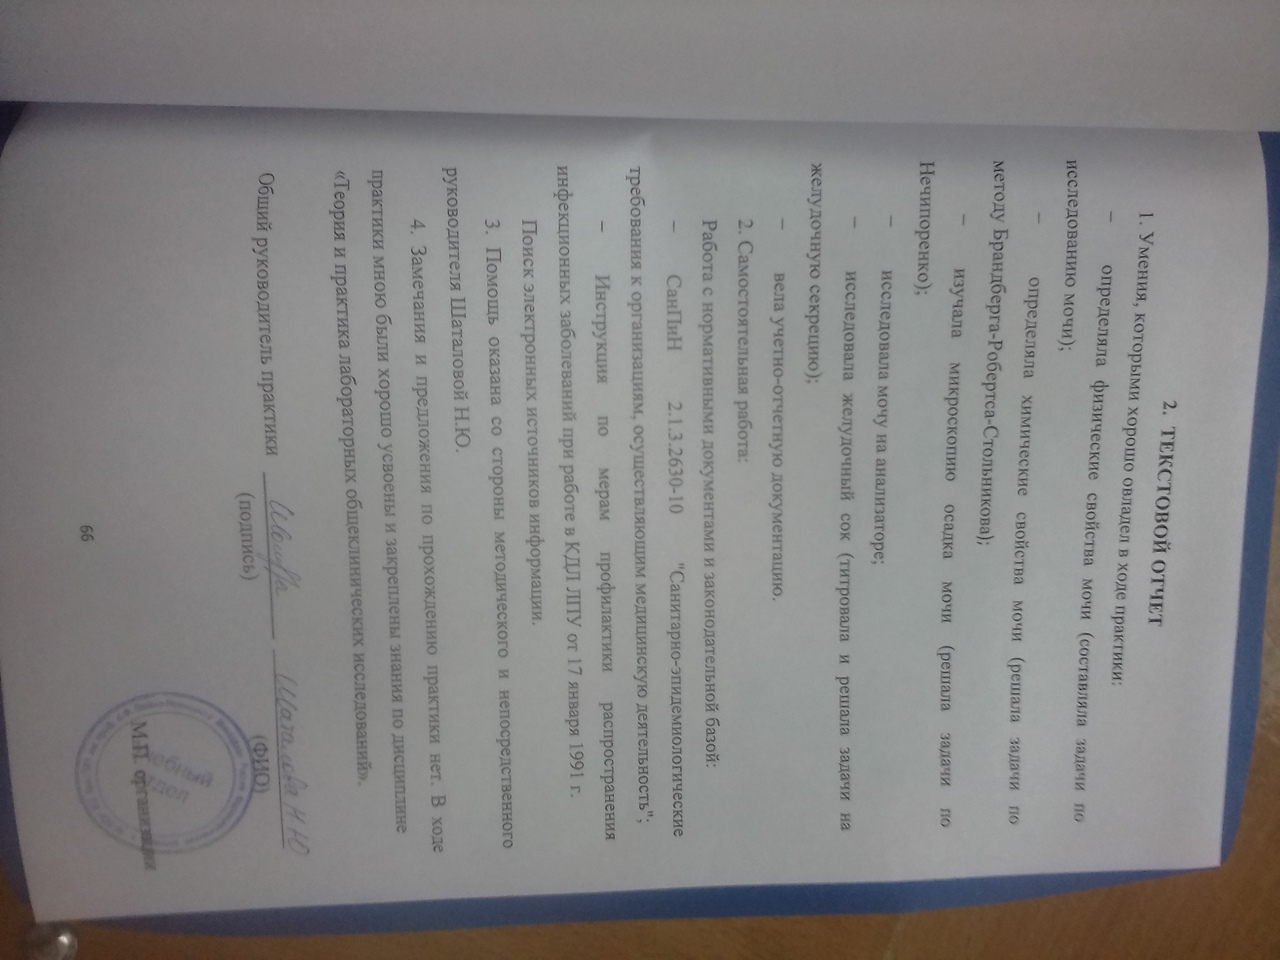 2. ТЕКСТОВОЙ ОТЧЕТ
1. Умения, которыми хорошо овладел в ходе практики:
− определяла физические свойства мочи (составляла задачи по
исследованию мочи);
− определяла химические свойства мочи (решала задачи по
методу Брандберга-Робертса-Стольникова);
− изучала микроскопию осадка мочи (решала задачи по
Нечипоренко);
− исследовала мочу на анализаторе;
− исследовала желудочный сок (титровала и решала задачи на
желудочную секрецию);
− вела учетно-отчетную документацию.
2. Самостоятельная работа:
Работа с нормативными документами и законодательной базой:
− СанПиН 2.1.3.2630-10 "Санитарно-эпидемиологические
требования к организациям, осуществляющим медицинскую деятельность";
− Инструкция по мерам профилактики распространения
инфекционных заболеваний при работе в КДЛ ЛПУ от 17 января 1991 г.
Поиск электронных источников информации.
3. Помощь оказана со стороны методического и непосредственного
руководителя Шаталовой Н.Ю.
4. Замечания и предложения по прохождению практики нет. В ходе
практики мною были хорошо усвоены и закреплены знания по дисциплине
«Теория и практика лабораторных общеклинических исследований».
Общий руководитель практики Шаталова Н Ю
(подпись) (ФИО)
М.П. организации
отдел
66